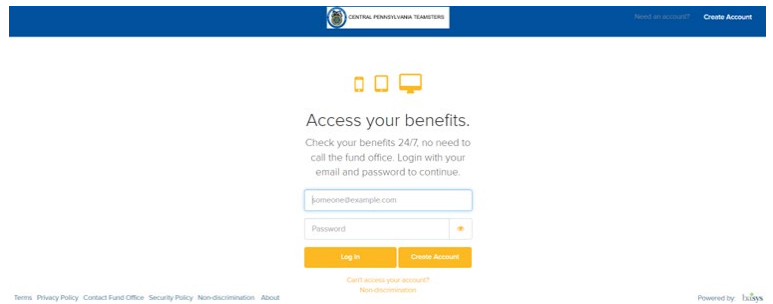 CENTRAL PENNSYLVANIA TEAMSTERS
Need an account? Create Account
Access your benefits.
Check your benefits 24/7, no need to
call the fund office. Login with your
email and password to continue.
someone@example.com
Password
Log In Create Account
Can't access your account?
Non-discrimination
Terms Privacy Policy Contact Fund Office Security Policy Non-discrimination About
Powered by: basys